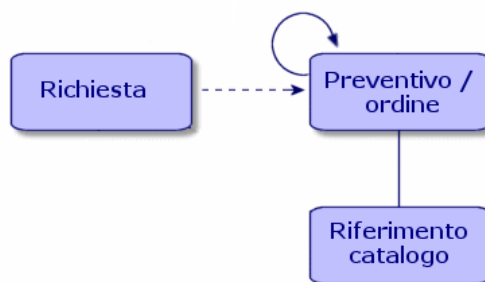 Richiesta
Preventivo /
ordine
Riferimento
catalogo